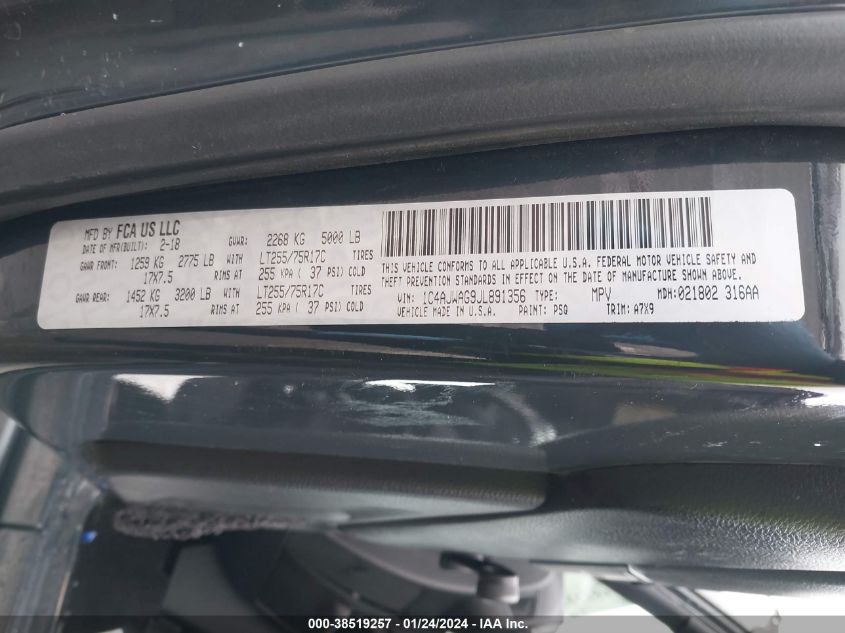 MFD BY FCA US LLC
DATE OF MFR(BUILT): 2-18 GVWR: 2268 KG 5000 LB
GAWR FRONT: 1259 KG 2775 LB WITH LT255/75R17C TIRES
17X7.5 RIMS AT 255 KPA ( 37 PSI) COLD
GAWR REAR: 1452 KG 3200 LB WITH LT255/75R17C TIRES
17X7.5 RIMS AT 255 KPA ( 37 PSI) COLD
THIS VEHICLE CONFORMS TO ALL APPLICABLE U.S.A. FEDERAL MOTOR VEHICLE SAFETY AND
THEFT PREVENTION STANDARDS IN EFFECT ON THE DATE OF MANUFACTURE SHOWN ABOVE.
VIN: 1C4AJWAG9JL891356 TYPE: MPV MDH:021802 316AA
VEHICLE MADE IN U.S.A. PAINT: PSQ TRIM: A7X9
000-38519257 - 01/24/2024 - IAA, Inc.